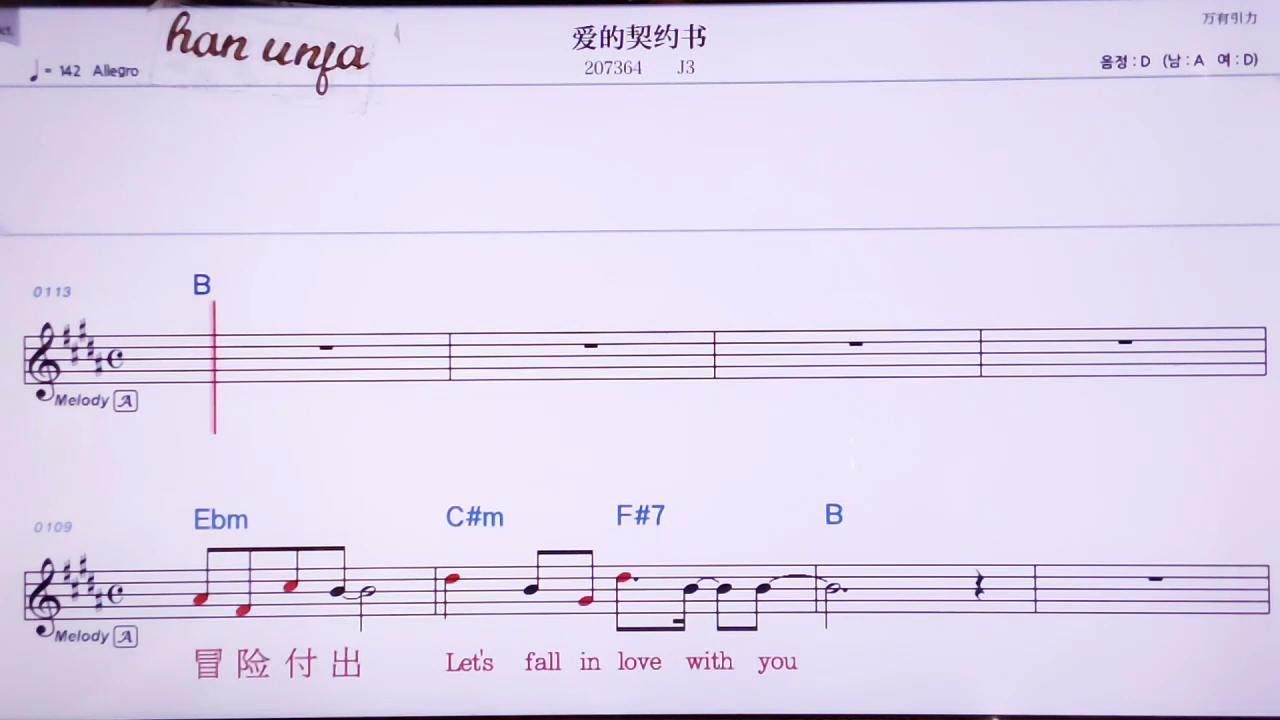 han unfa
爱的契约书
万有引力
♩= 142 Allegro
207364 J3
음정 : D (남 : A 여 : D)
0113
B
Melody A
0109
Ebm C#m F#7 B
Melody A
冒险付出 Let's fall in love with you